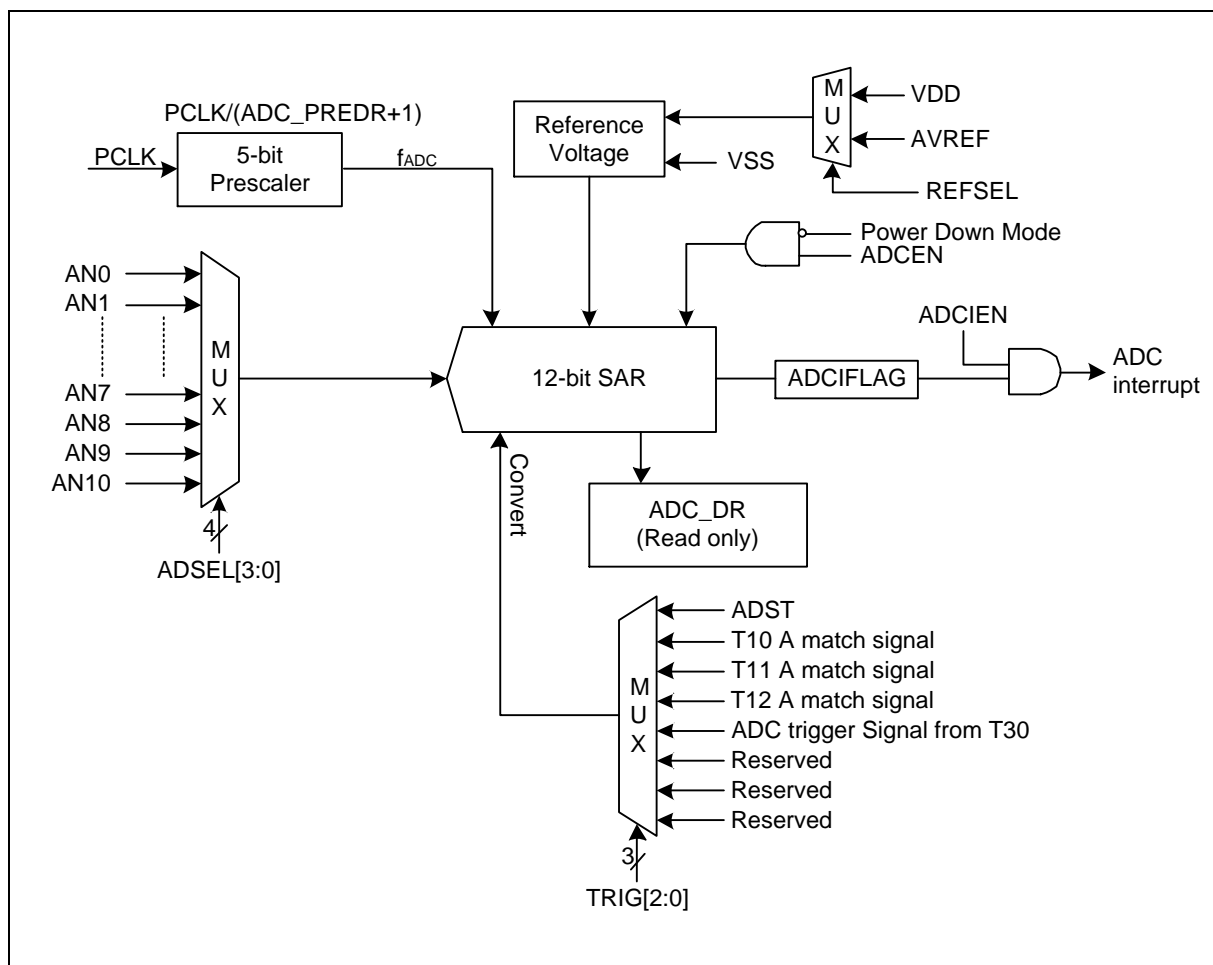 PCLK/(ADC_PREDR+1)
PCLK
5-bit
Prescaler
fADC
Reference
Voltage
VSS
MUX
VDD
AVREF
REFSEL
Power Down Mode
ADCEN
AN0
AN1
AN7
AN8
AN9
AN10
MUX
4
ADSEL[3:0]
12-bit SAR
ADCIFLAG
ADCIEN
ADC
interrupt
Convert
ADC_DR
(Read only)
MUX
ADST
T10 A match signal
T11 A match signal
T12 A match signal
ADC trigger Signal from T30
Reserved
Reserved
Reserved
3
TRIG[2:0]